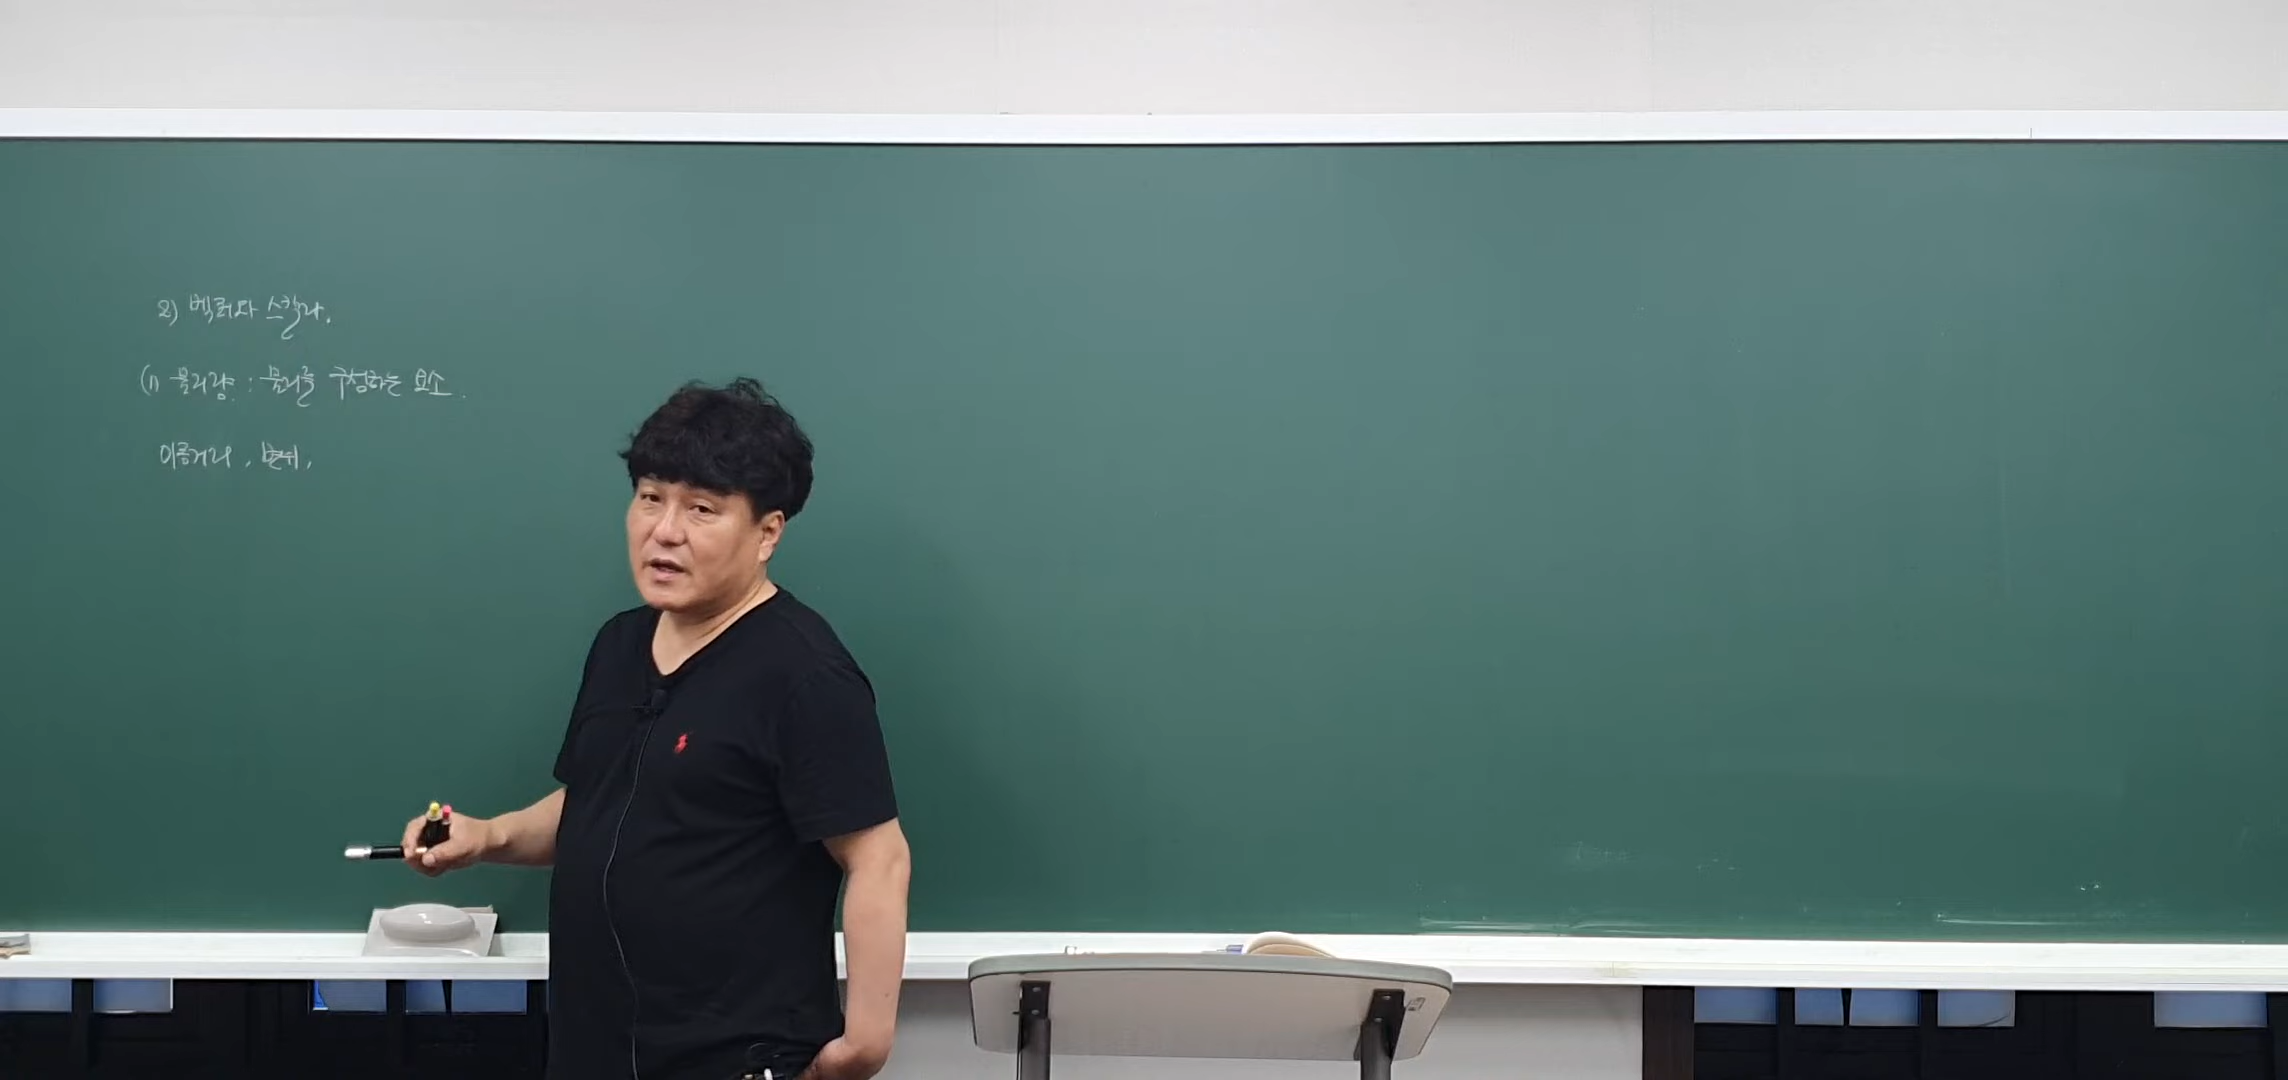 2) 벡터와 스칼라.
(1) 물리량 : 물리를 구성하는 요소.
이동거리, 변위,